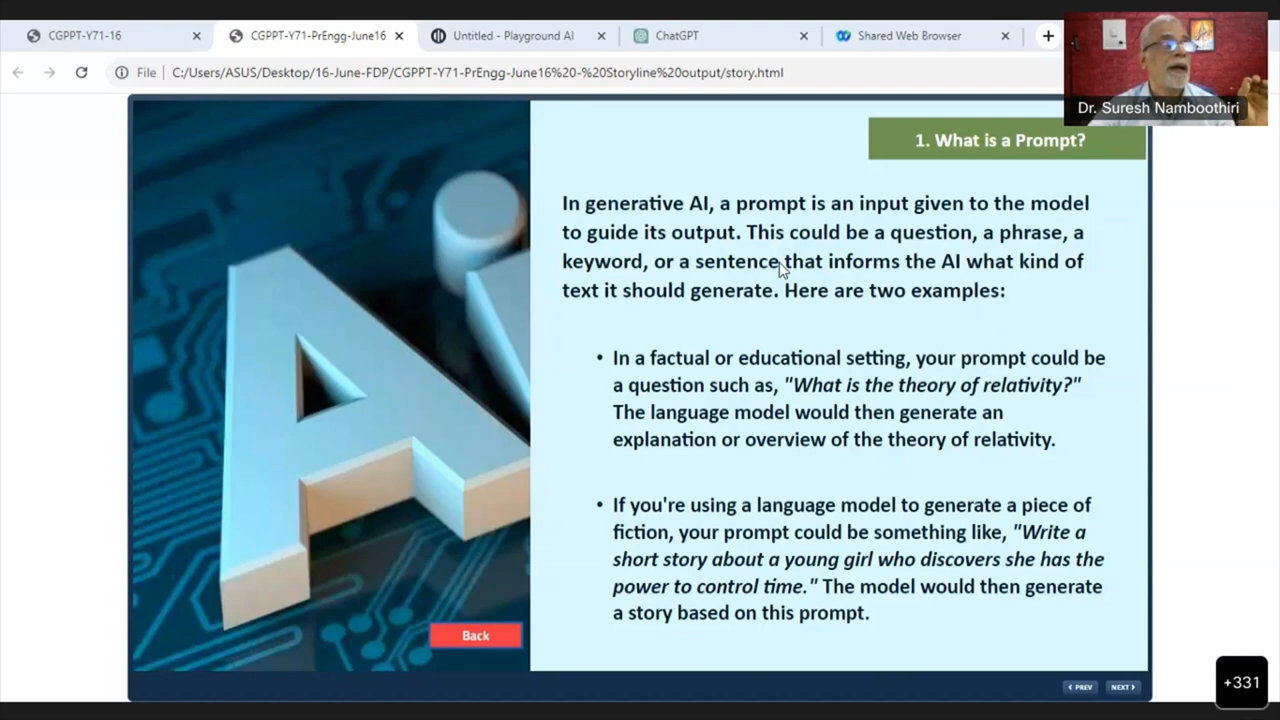 CGPPT-Y71-16
CGPPT-Y71-PrEngg-June16
Untitled - Playground AI
ChatGPT
Shared Web Browser
File
C:/Users/ASUS/Desktop/16-June-FDP/CGPPT-Y71-PrEngg-June16%20-%20Storyline%20output/story.html
Dr. Suresh Namboothiri
1. What is a Prompt?
In generative AI, a prompt is an input given to the model
to guide its output. This could be a question, a phrase, a
keyword, or a sentence that informs the AI what kind of
text it should generate. Here are two examples:
• In a factual or educational setting, your prompt could be
a question such as, "What is the theory of relativity?"
The language model would then generate an
explanation or overview of the theory of relativity.
• If you're using a language model to generate a piece of
fiction, your prompt could be something like, "Write a
short story about a young girl who discovers she has the
power to control time." The model would then generate
a story based on this prompt.
Back
PREV
NEXT
+331